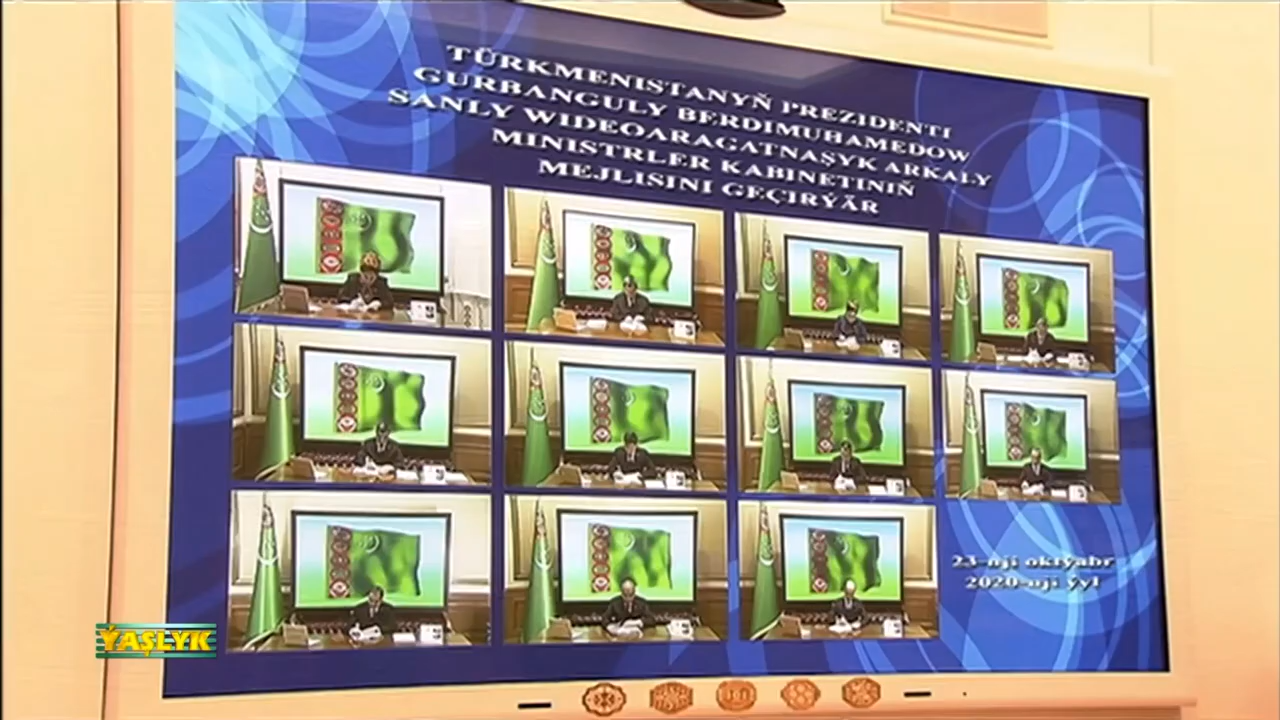 TÜRKMENISTANYŇ PREZIDENTI
GURBANGULY BERDIMUHAMEDOW
SANLY WIDEOARAGATNAŞYK ARKALY
MINISTRLER KABINETINIŇ
MEJLISINI GEÇIRÝÄR
23-nji oktýabr
2020-nji ýyl
ÝAŞLYK